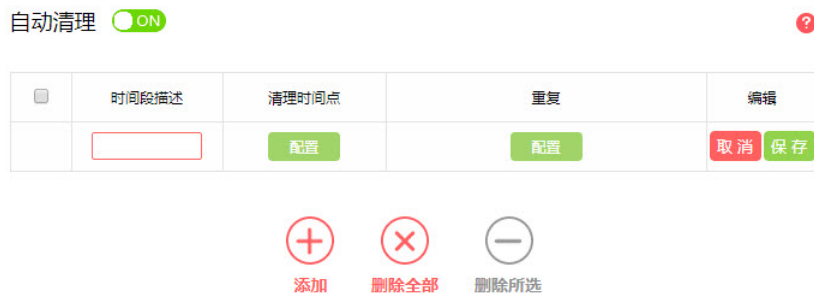 自动清理 ON ?
时间段描述 清理时间点 重复 编辑
配置 配置 取消 保存
添加 删除全部 删除所选